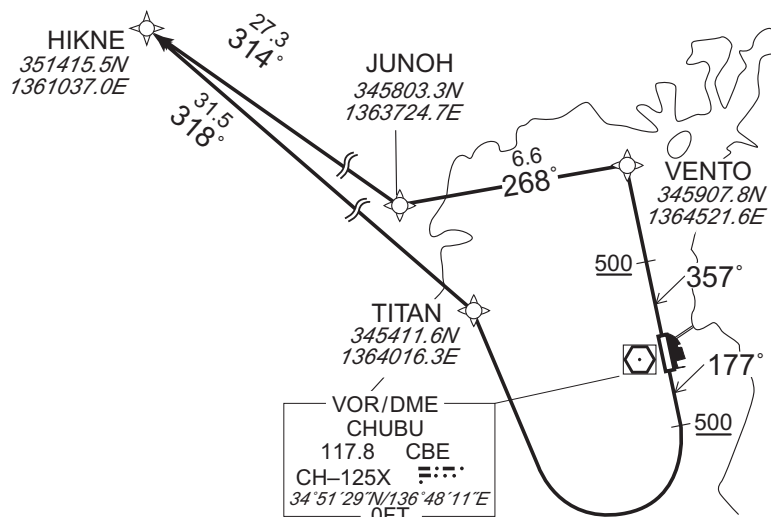 HIKNE
351415.5N
1361037.0E
27.3
314°
31.5
318°
JUNOH
345803.3N
1363724.7E
6.6
268°
VENTO
345907.8N
1364521.6E
500
357°
TITAN
345411.6N
1364016.3E
177°
500
VOR/DME
CHUBU
117.8 CBE
CH–125X
34°51´29˝N/136°48´11˝E
0FT